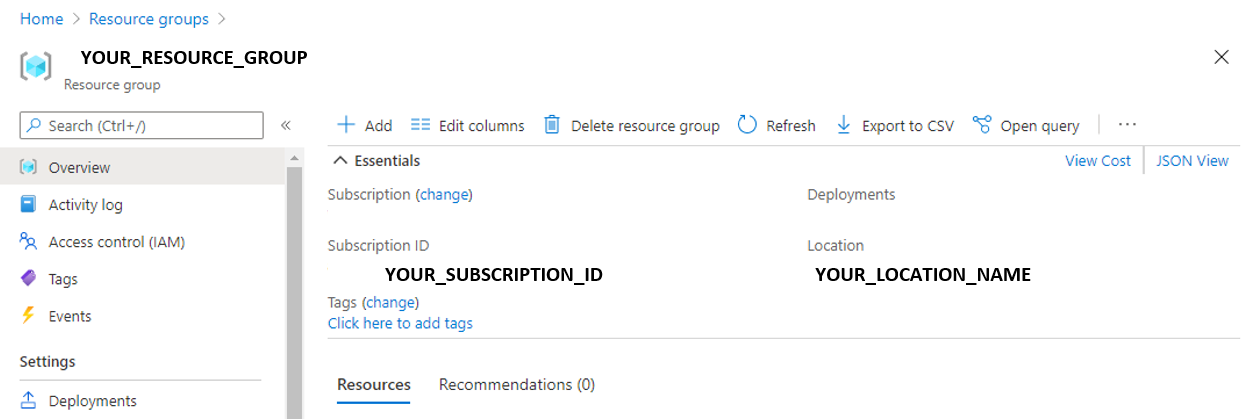 Home > Resource groups >
YOUR_RESOURCE_GROUP
Resource group
Search (Ctrl+/)
Overview
Activity log
Access control (IAM)
Tags
Events
Settings
Deployments
Add Edit columns Delete resource group Refresh Export to CSV Open query
Essentials View Cost JSON View
Subscription (change) Deployments
Subscription ID Location
YOUR_SUBSCRIPTION_ID YOUR_LOCATION_NAME
Tags (change)
Click here to add tags
Resources Recommendations (0)